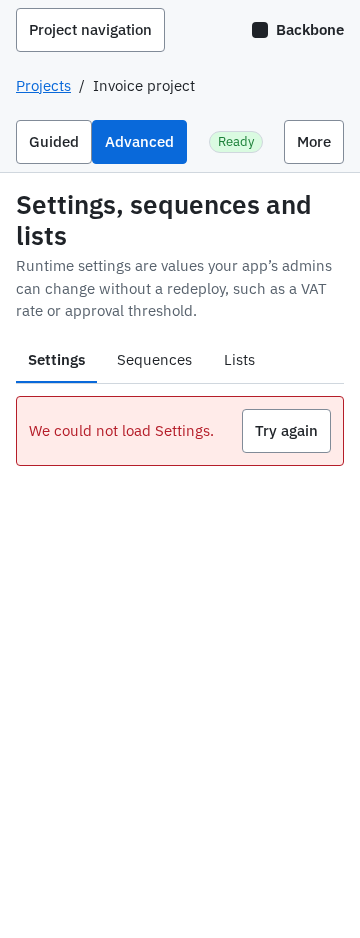 Project navigation
Backbone
Projects / Invoice project
Guided
Advanced
Ready
More
Settings, sequences and
lists
Runtime settings are values your app’s admins
can change without a redeploy, such as a VAT
rate or approval threshold.
Settings
Sequences
Lists
We could not load Settings.
Try again